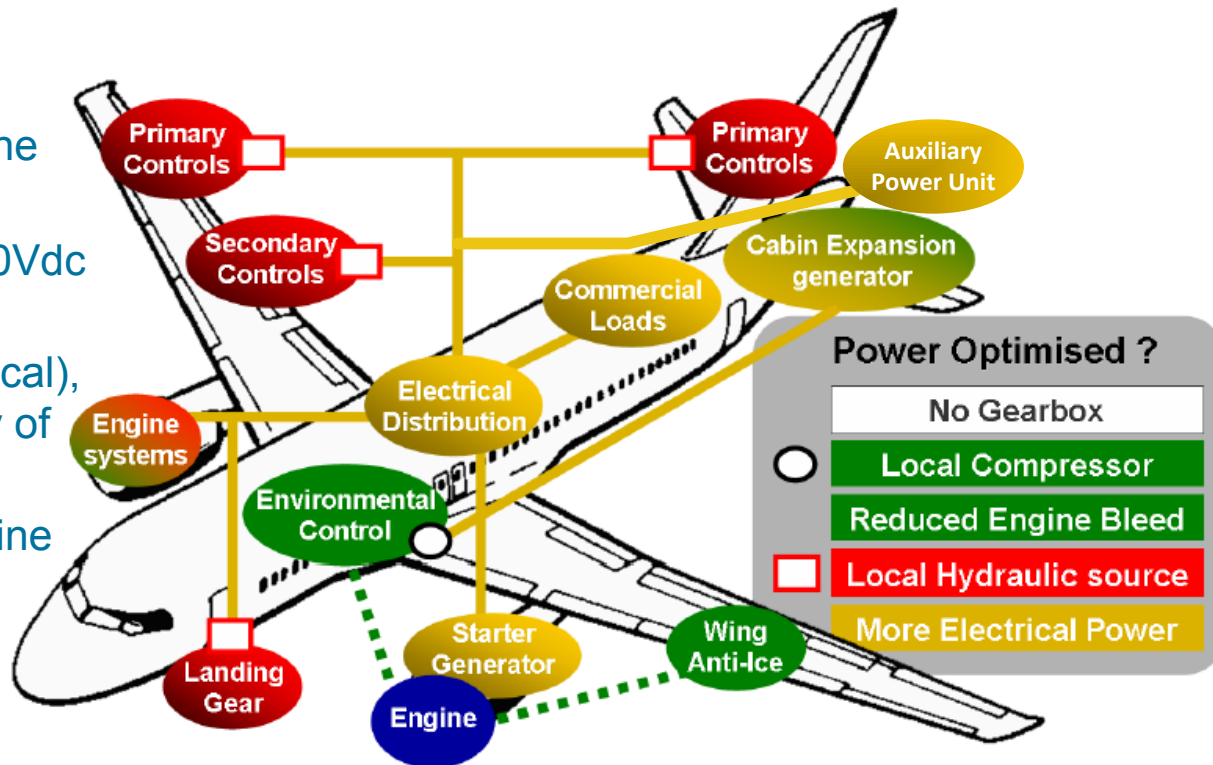 Primary
Controls
Primary
Controls
Auxiliary
Power Unit
Secondary
Controls
Cabin Expansion
generator
Commercial
Loads
Electrical
Distribution
Engine
systems
Environmental
Control
Starter
Generator
Wing
Anti-Ice
Landing
Gear
Engine
Power Optimised ?
No Gearbox
Local Compressor
Reduced Engine Bleed
Local Hydraulic source
More Electrical Power
0Vdc
cal),
of
ine